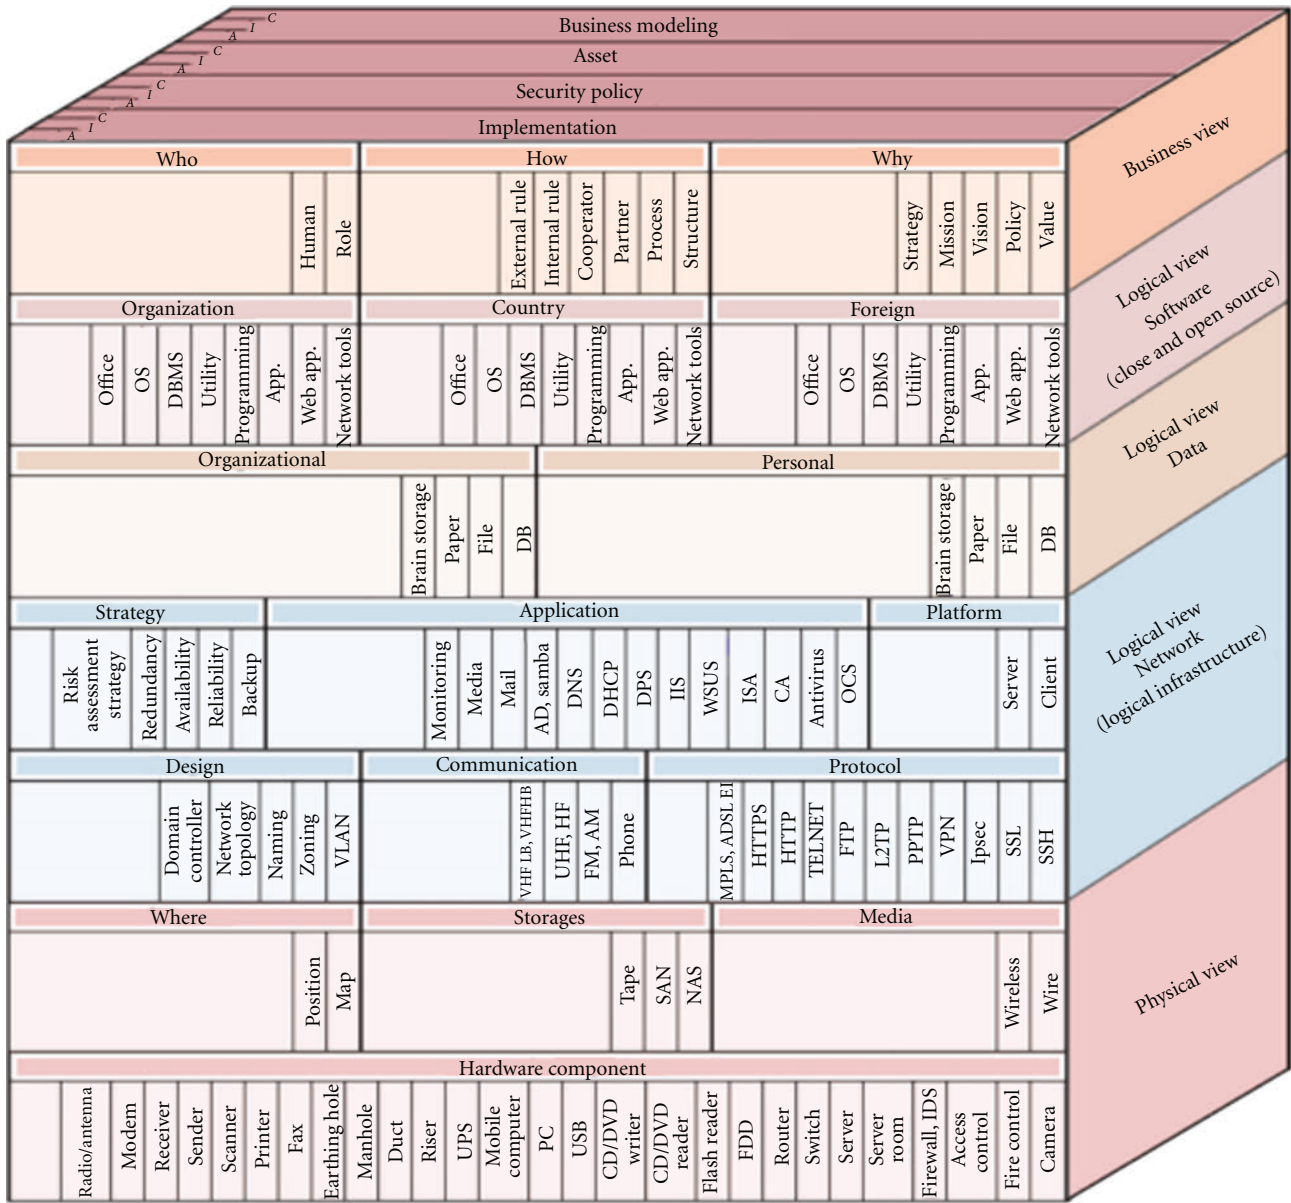 C
I
A
Business modeling
C
I
A
Asset
C
I
A
Security policy
C
I
A
Implementation
Who
How
Why
Human
Role
External rule
Internal rule
Cooperator
Partner
Process
Structure
Strategy
Mission
Vision
Policy
Value
Business view
Organization
Country
Foreign
Office
OS
DBMS
Utility
Programming
App.
Web app.
Network tools
Office
OS
DBMS
Utility
Programming
App.
Web app.
Network tools
Office
OS
DBMS
Utility
Programming
App.
Web app.
Network tools
Logical view
Software
(close and open source)
Organizational
Personal
Brain storage
Paper
File
DB
Brain storage
Paper
File
DB
Logical view
Data
Strategy
Application
Platform
Risk
assessment
strategy
Redundancy
Availability
Reliability
Backup
Monitoring
Media
Mail
AD, samba
DNS
DHCP
DPS
IIS
WSUS
ISA
CA
Antivirus
OCS
Server
Client
Logical view
Network
(logical infrastructure)
Design
Communication
Protocol
Domain
controller
Network
topology
Naming
Zoning
VLAN
VHF LB, VHFHB
UHF, HF
FM, AM
Phone
MPLS, ADSL EI
HTTPS
HTTP
TELNET
FTP
L2TP
PPTP
VPN
Ipsec
SSL
SSH
Where
Storages
Media
Position
Map
Tape
SAN
NAS
Wireless
Wire
Physical view
Hardware component
Radio/antenna
Modem
Receiver
Sender
Scanner
Printer
Fax
Earthing hole
Manhole
Duct
Riser
UPS
Mobile
computer
PC
USB
CD/DVD
writer
CD/DVD
reader
Flash reader
FDD
Router
Switch
Server
Server
room
Firewall, IDS
Access
control
Fire control
Camera